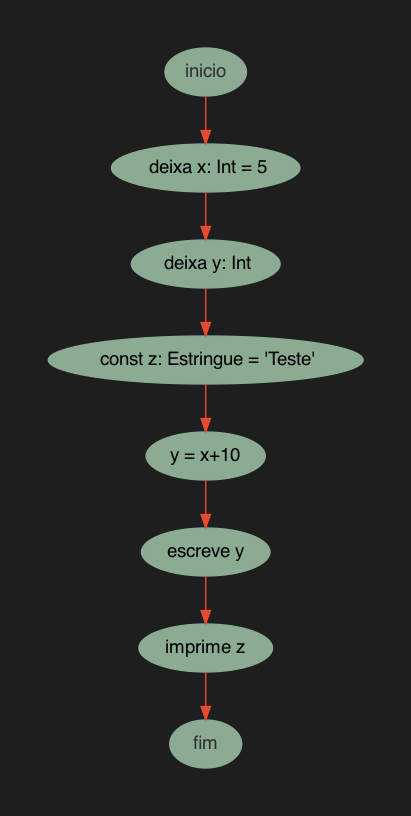 inicio
deixa x: Int = 5
deixa y: Int
const z: Estringue = 'Teste'
y = x+10
escreve y
imprime z
fim